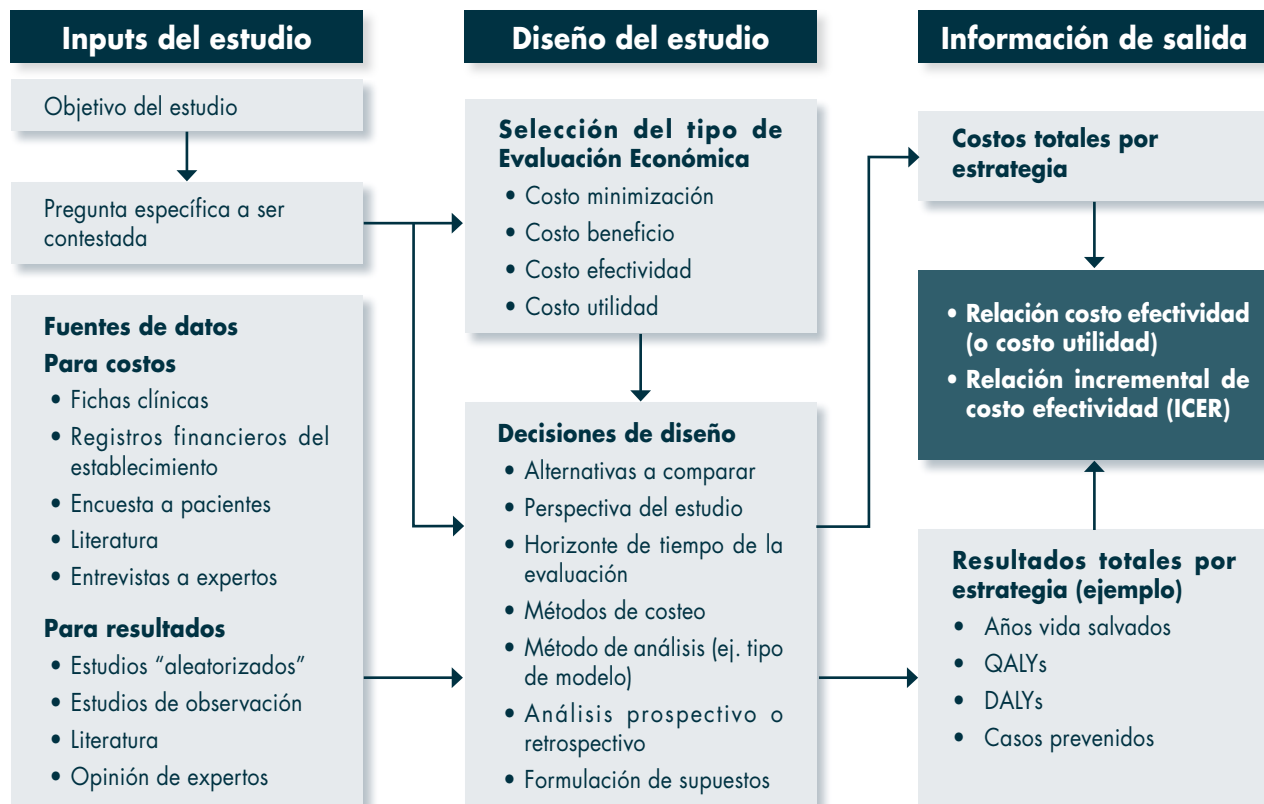 Inputs del estudio
Objetivo del estudio
Pregunta específica a ser
contestada
Fuentes de datos
Para costos
• Fichas clínicas
• Registros financieros del
establecimiento
• Encuesta a pacientes
• Literatura
• Entrevistas a expertos
Para resultados
• Estudios “aleatorizados”
• Estudios de observación
• Literatura
• Opinión de expertos
Diseño del estudio
Selección del tipo de
Evaluación Económica
• Costo minimización
• Costo beneficio
• Costo efectividad
• Costo utilidad
Decisiones de diseño
• Alternativas a comparar
• Perspectiva del estudio
• Horizonte de tiempo de la
evaluación
• Métodos de costeo
• Método de análisis (ej. tipo
de modelo)
• Análisis prospectivo o
retrospectivo
• Formulación de supuestos
Información de salida
Costos totales por
estrategia
• Relación costo efectividad
(o costo utilidad)
• Relación incremental de
costo efectividad (ICER)
Resultados totales por
estrategia (ejemplo)
• Años vida salvados
• QALYs
• DALYs
• Casos prevenidos